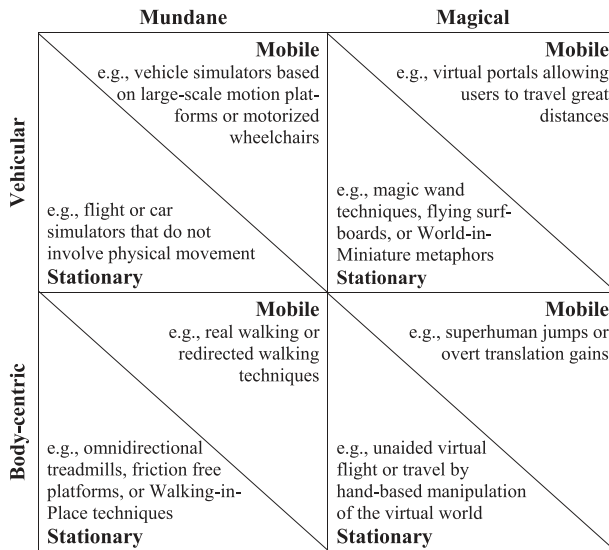 Mundane
Magical
Vehicular
Mobile
e.g., vehicle simulators based
on large-scale motion plat-
forms or motorized
wheelchairs
e.g., flight or car
simulators that do not
involve physical movement
Stationary
Mobile
e.g., virtual portals allowing
users to travel great
distances
e.g., magic wand
techniques, flying surf-
boards, or World-in-
Miniature metaphors
Stationary
Body-centric
Mobile
e.g., real walking or
redirected walking
techniques
e.g., omnidirectional
treadmills, friction free
platforms, or Walking-in-
Place techniques
Stationary
Mobile
e.g., superhuman jumps or
overt translation gains
e.g., unaided virtual
flight or travel by
hand-based manipulation
of the virtual world
Stationary